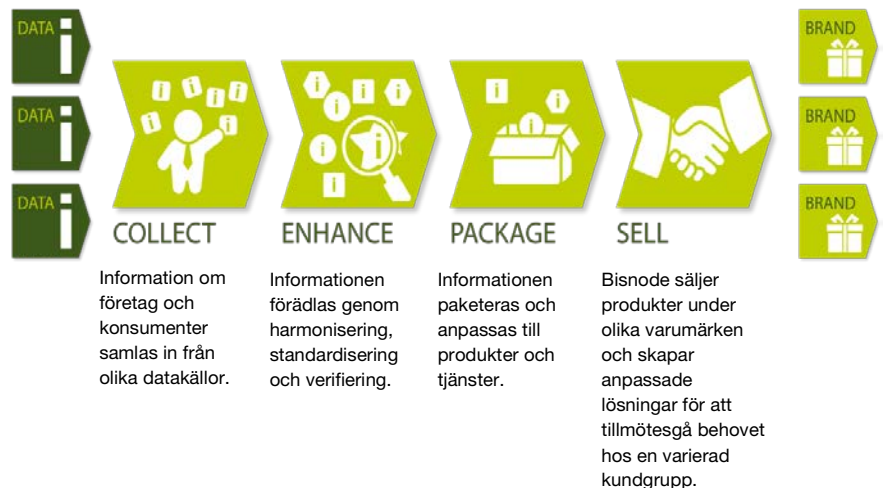 DATA
DATA
DATA
COLLECT
Information om
företag och
konsumenter
samlas in från
olika datakällor.
ENHANCE
Informationen
förädlas genom
harmonisering,
standardisering
och verifiering.
PACKAGE
Informationen
paketeras och
anpassas till
produkter och
tjänster.
SELL
Bisnode säljer
produkter under
olika varumärken
och skapar
anpassade
lösningar för att
tillmötesgå behovet
hos en varierad
kundgrupp.
BRAND
BRAND
BRAND